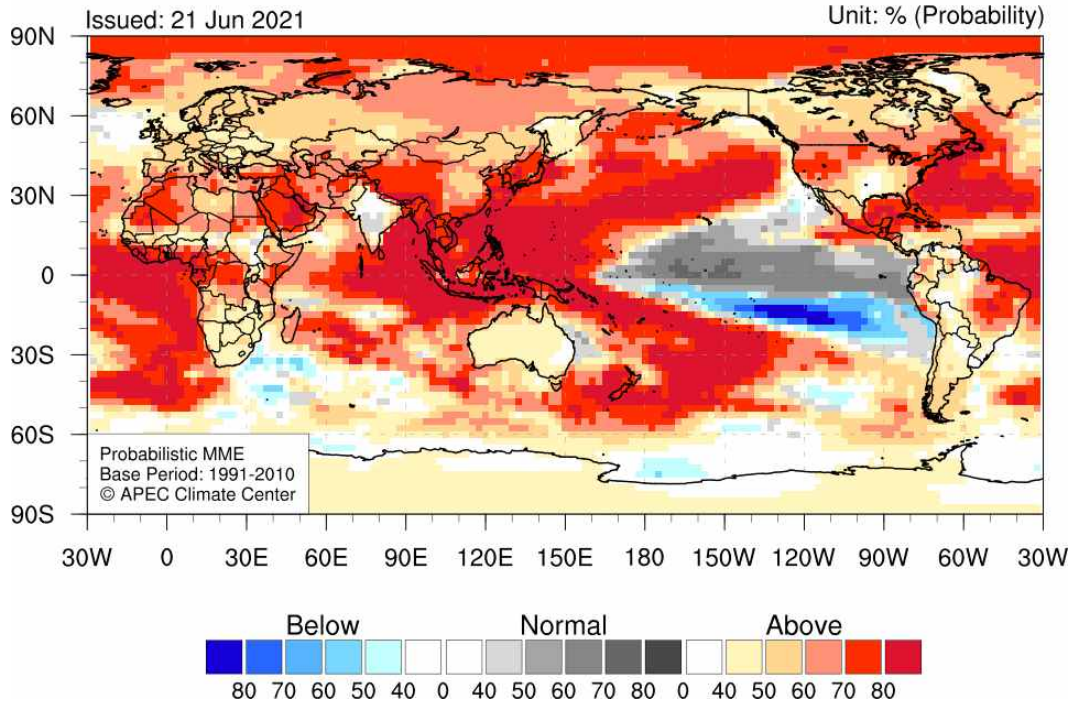 Issued: 21 Jun 2021
Unit: % (Probability)
90N
60N
30N
0
30S
60S
90S
Probabilistic MME
Base Period: 1991-2010
© APEC Climate Center
30W 0 30E 60E 90E 120E 150E 180 150W 120W 90W 60W 30W
Below Normal Above
80 70 60 50 40 0 40 50 60 70 80 0 40 50 60 70 80